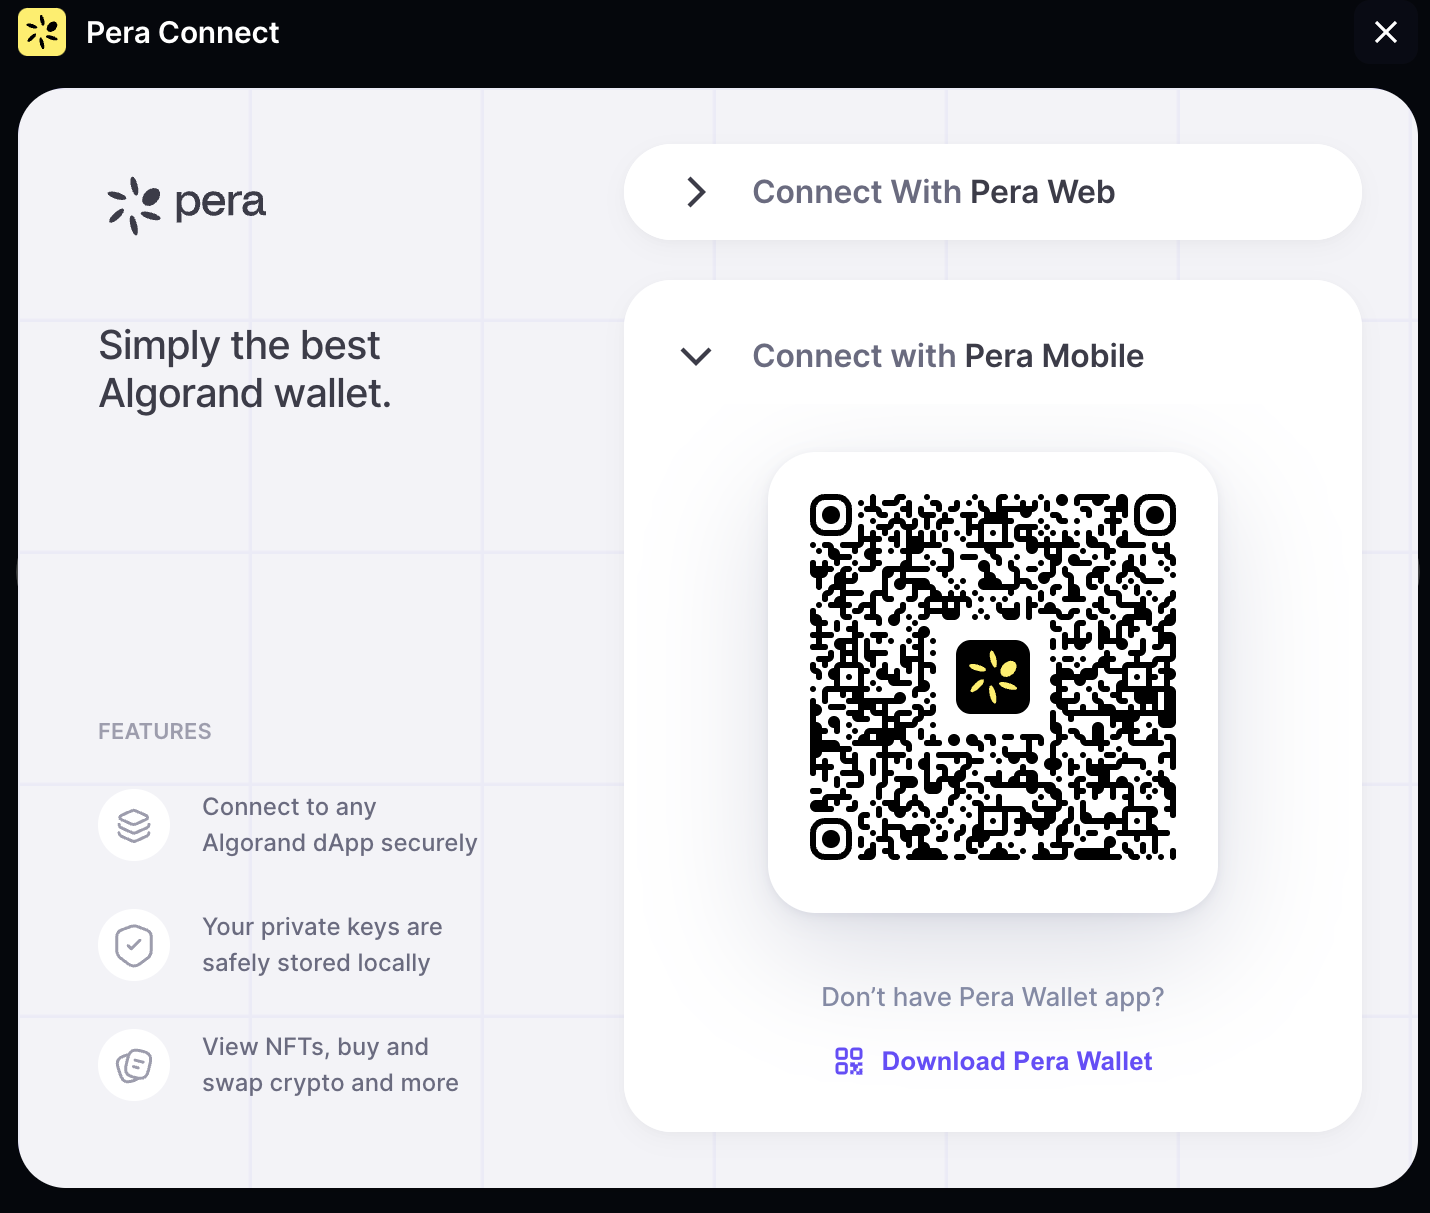 Pera Connect
pera
Simply the best
Algorand wallet.
FEATURES
Connect to any
Algorand dApp securely
Your private keys are
safely stored locally
View NFTs, buy and
swap crypto and more
Connect With Pera Web
Connect with Pera Mobile
Don’t have Pera Wallet app?
Download Pera Wallet